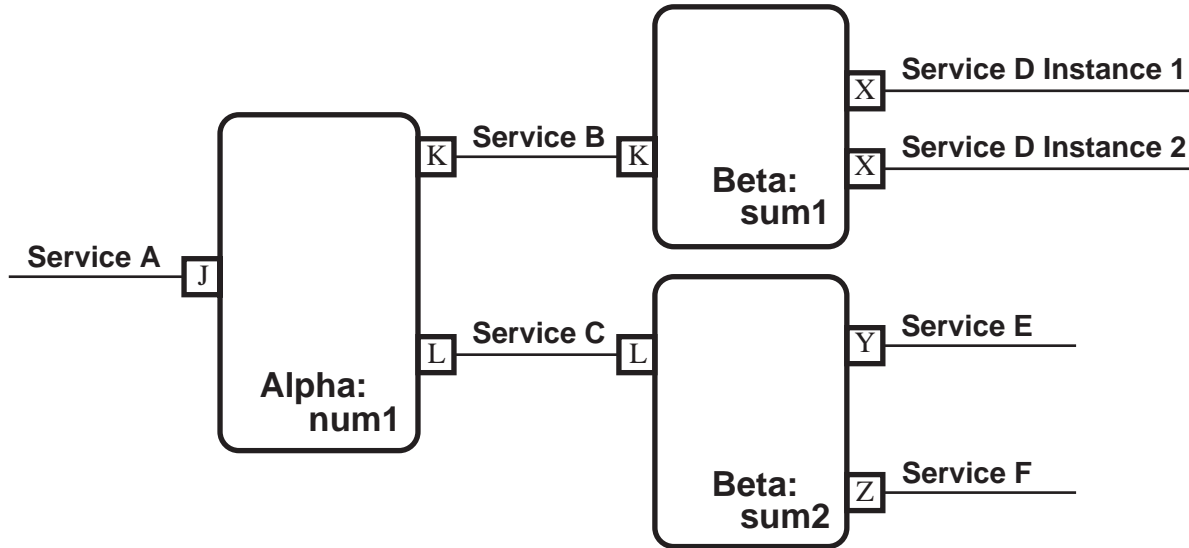 Service A
J
Alpha:
num1
K
Service B
K
L
Service C
L
Beta:
sum1
X
Service D Instance 1
X
Service D Instance 2
Beta:
sum2
Y
Service E
Z
Service F